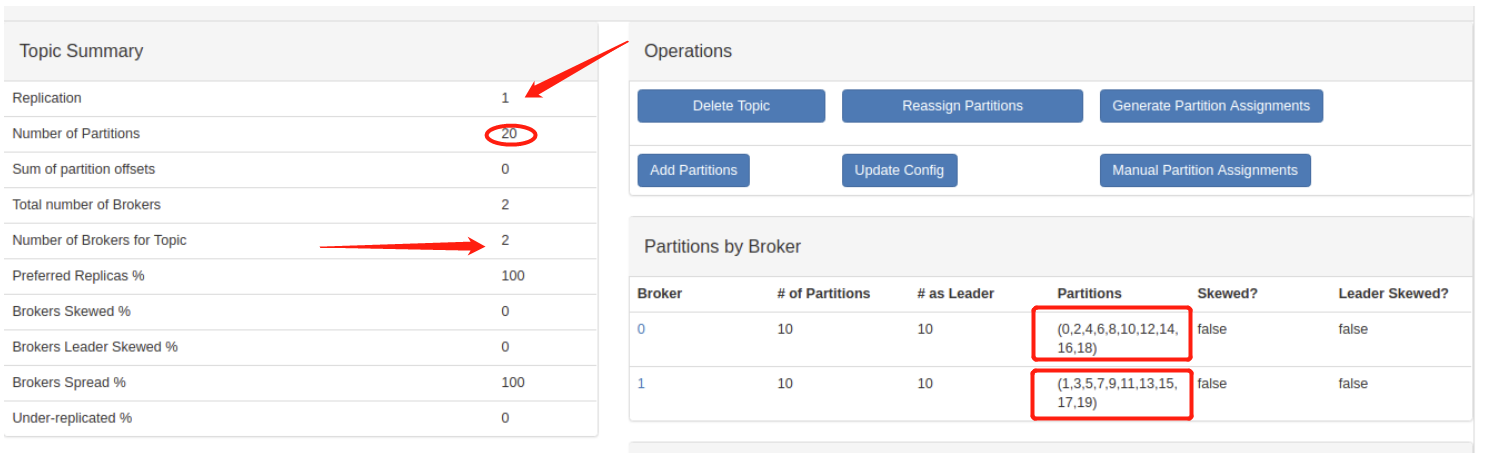 Topic Summary
Replication 1
Number of Partitions 20
Sum of partition offsets 0
Total number of Brokers 2
Number of Brokers for Topic 2
Preferred Replicas % 100
Brokers Skewed % 0
Brokers Leader Skewed % 0
Brokers Spread % 100
Under-replicated % 0
Operations
Delete Topic Reassign Partitions Generate Partition Assignments
Add Partitions Update Config Manual Partition Assignments
Partitions by Broker
Broker # of Partitions # as Leader Partitions Skewed? Leader Skewed?
0 10 10 (0,2,4,6,8,10,12,14, false false
16,18)
1 10 10 (1,3,5,7,9,11,13,15, false false
17,19)